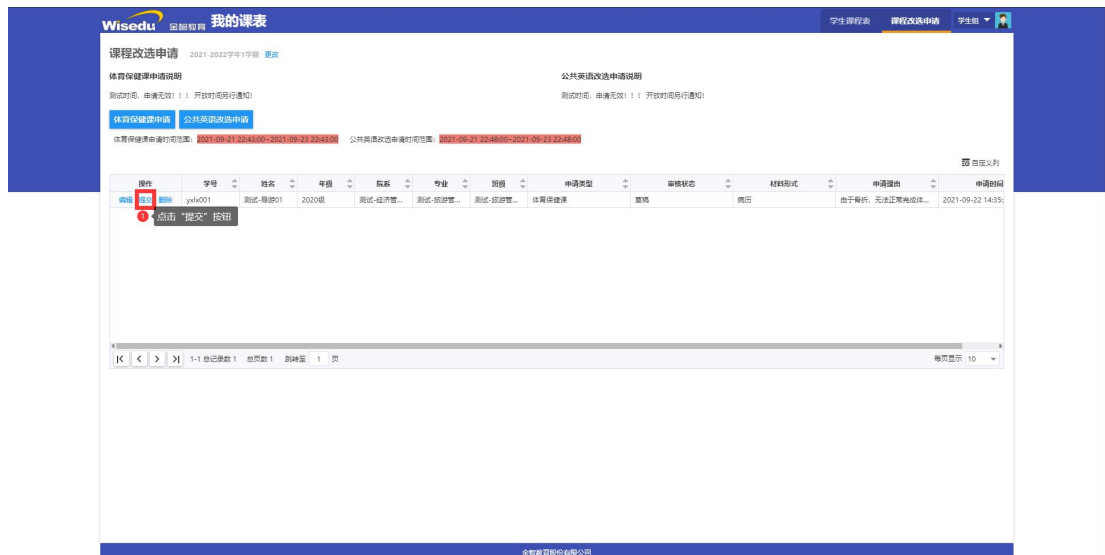 Wisedu 金智教育 我的课表 学生课程表 课程改选申请 学生组
课程改选申请 2021-2022学年1学期 更改
体育保健课申请说明 公共英语改选申请说明
测试时间，申请无效！！！ 开放时间另行通知! 测试时间，申请无效！！！ 开放时间另行通知!
体育保健课申请 公共英语改选申请
体育保健课申请时间范围: 2021-09-21 22:43:00~2021-09-23 22:43:00 公共英语改选申请时间范围: 2021-09-21 22:48:00~2021-09-23 22:48:00
自定义列
操作 学号 姓名 年级 院系 专业 班级 申请类型 审核状态 材料形式 申请理由 申请时间
编辑 提交 删除 yxlx001 测试-导游01 2020级 测试-经济管... 测试-旅游管... 测试-旅游管... 体育保健课 草稿 病历 由于骨折，无法正常完成体... 2021-09-22 14:35:
1 点击“提交”按钮
1-1 总记录数 1 总页数 1 跳转至 1 页 每页显示 10
金智教育股份有限公司